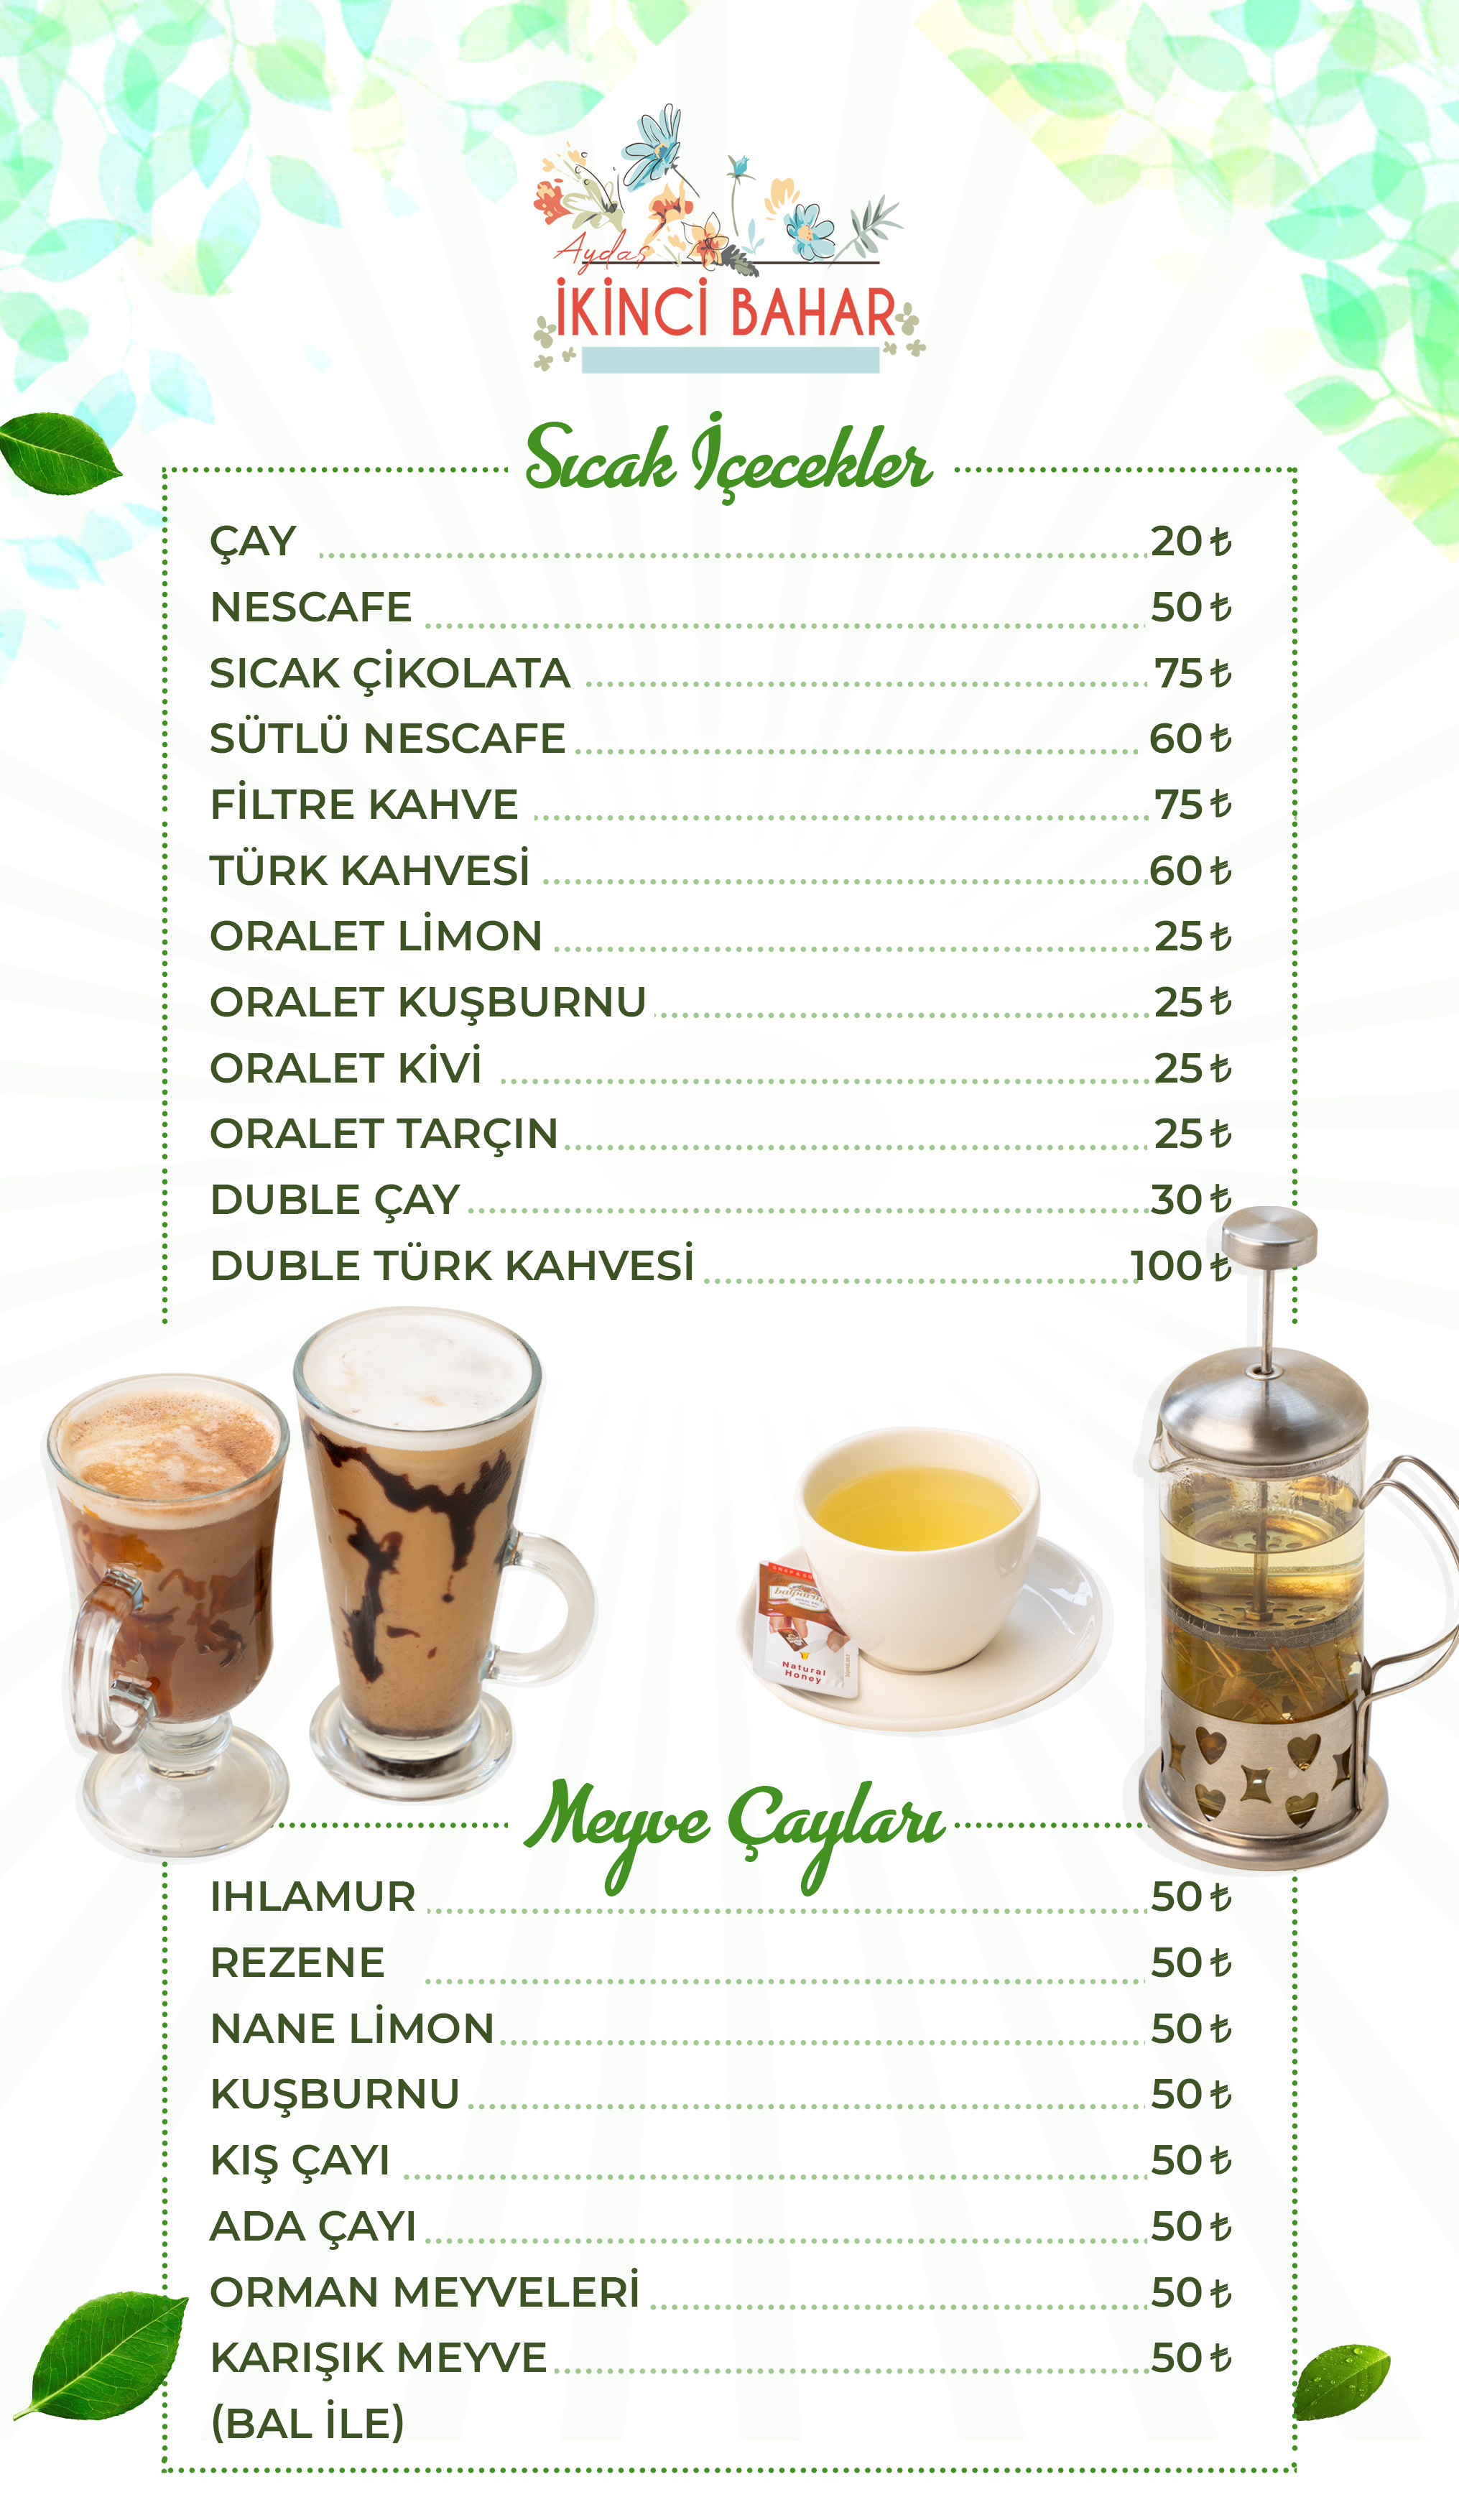 Aydaş
İKİNCİ BAHAR
Sıcak İçecekler
ÇAY 20 ₺
NESCAFE 50 ₺
SICAK ÇİKOLATA 75 ₺
SÜTLÜ NESCAFE 60 ₺
FİLTRE KAHVE 75 ₺
TÜRK KAHVESİ 60 ₺
ORALET LİMON 25 ₺
ORALET KUŞBURNU 25 ₺
ORALET KİVİ 25 ₺
ORALET TARÇIN 25 ₺
DUBLE ÇAY 30 ₺
DUBLE TÜRK KAHVESİ 100 ₺
Natural
Honey
Meyve Çayları
IHLAMUR 50 ₺
REZENE 50 ₺
NANE LİMON 50 ₺
KUŞBURNU 50 ₺
KIŞ ÇAYI 50 ₺
ADA ÇAYI 50 ₺
ORMAN MEYVELERİ 50 ₺
KARIŞIK MEYVE 50 ₺
(BAL İLE)